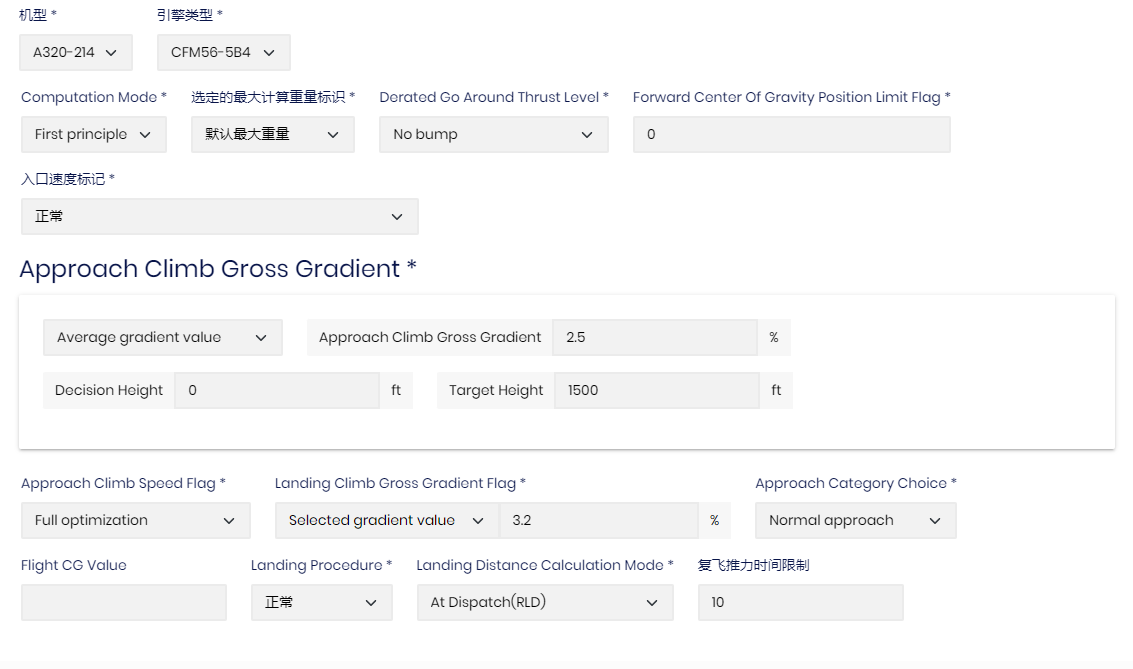 机型 * 引擎类型 *
A320-214 CFM56-5B4
Computation Mode * 选定的最大计算重量标识 * Derated Go Around Thrust Level * Forward Center Of Gravity Position Limit Flag *
First principle 默认最大重量 No bump 0
入口速度标记 *
正常
Approach Climb Gross Gradient *
Average gradient value Approach Climb Gross Gradient 2.5 %
Decision Height 0 ft Target Height 1500 ft
Approach Climb Speed Flag * Landing Climb Gross Gradient Flag * Approach Category Choice *
Full optimization Selected gradient value 3.2 % Normal approach
Flight CG Value Landing Procedure * Landing Distance Calculation Mode * 复飞推力时间限制
正常 At Dispatch(RLD) 10